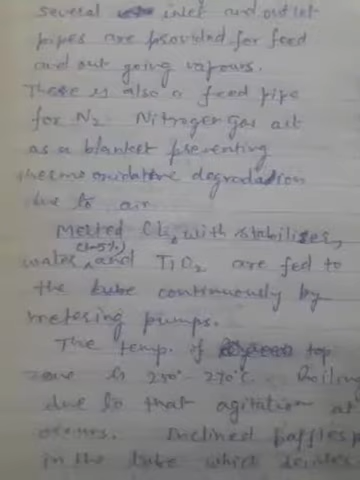 several inlet and outlet
pipes are provided for feed
and out going vapours.
There is also a feed pipe
for N2. Nitrogen gas act
as a blanket preventing
thermo oxidative degradation
due to air.
Melted CL, with stabilizer,
water, and TiO2 are fed to
the tube continuously by
metering pumps.
The temp. of top
zone is 250°-270°C. Boiling
due to that agitation at
occurs. Inclined baffles
in the tube which